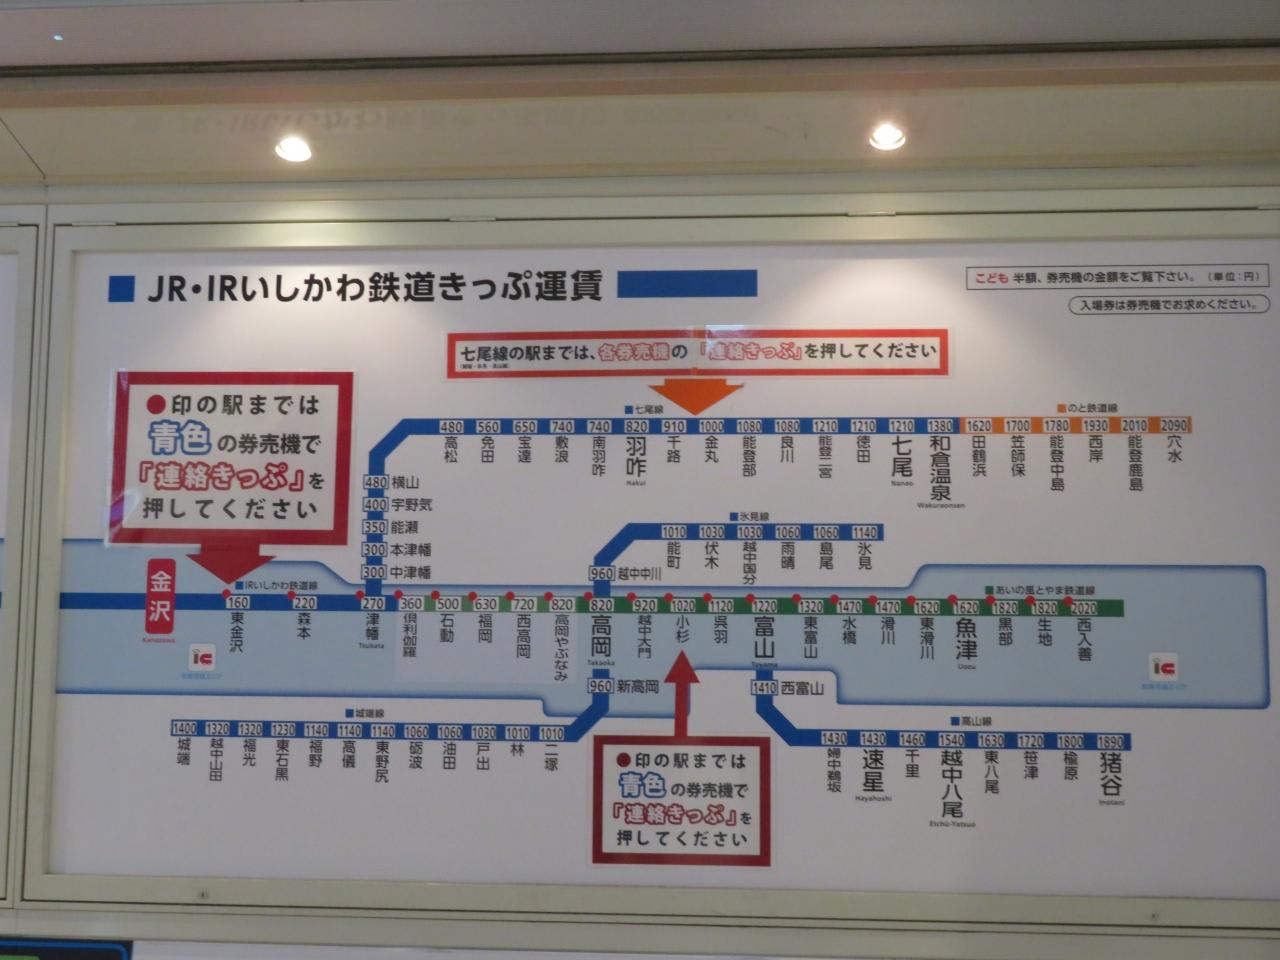 JR・IRいしかわ鉄道きっぷ運賃
こども 半額、券売機の金額をご覧下さい。(単位:円)
入場券は券売機でお求めください。
七尾線の駅までは、各券売機の「連絡きっぷ」を押してください
●印の駅までは
青色の券売機で
「連絡きっぷ」を
押してください
■七尾線
■のと鉄道線
480 560 650 740 740 820 910 1000 1080 1080 1210 1210 1210 1380 1620 1700 1780 1930 2010 2090
高松 免田 宝達 敷浪 南羽咋 羽咋 千路 金丸 能登部 良川 能登二宮 徳田 七尾 和倉温泉 田鶴浜 笠師保 能登中島 西岸 能登鹿島 穴水
Hakui Nanao Wakuraonsen
480 横山
400 宇野気
350 能瀬
300 本津幡
300 中津幡
■氷見線
1010 1030 1030 1060 1060 1140
能町 伏木 越中国分 雨晴 島尾 氷見
960 越中中川
金沢
Kanazawa
■IRいしかわ鉄道線
■あいの風とやま鉄道線
160 220 270 360 500 630 720 820 820 920 1020 1120 1220 1320 1470 1470 1620 1620 1820 1820 2020
東金沢 森本 津幡 倶利伽羅 石動 福岡 西高岡 高岡やぶなみ 高岡 越中大門 小杉 呉羽 富山 東富山 水橋 滑川 東滑川 魚津 黒部 生地 西入善
Tsubata Takaoka Toyama Uozu
IC
IC
960 新高岡
1410 西富山
■城端線
1400 1320 1320 1230 1140 1140 1140 1060 1060 1030 1010 1010
城端 越中山田 福光 東石黒 福野 高儀 東野尻 砺波 油田 戸出 林 二塚
■高山線
1430 1430 1460 1540 1630 1720 1800 1890
婦中鵜坂 速星 千里 越中八尾 東八尾 笹津 楡原 猪谷
Hayahoshi Etchū-Yatsuo Inotani
●印の駅までは
青色の券売機で
「連絡きっぷ」を
押してください